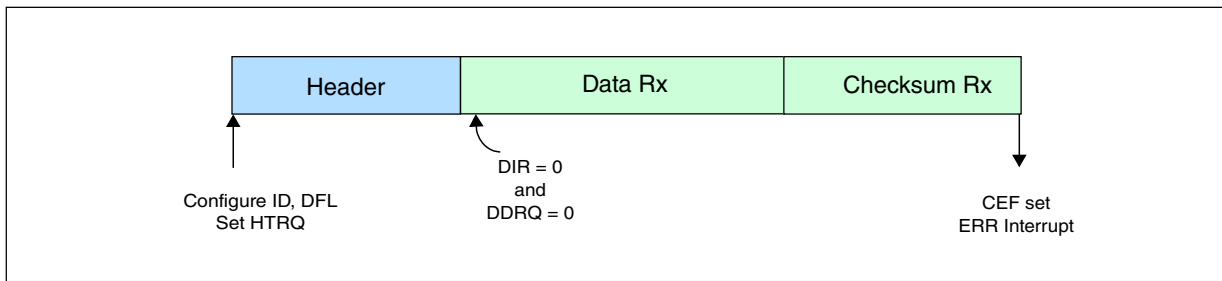 Header
Data Rx
Checksum Rx
Configure ID, DFL
Set HTRQ
DIR = 0
and
DDRQ = 0
CEF set
ERR Interrupt